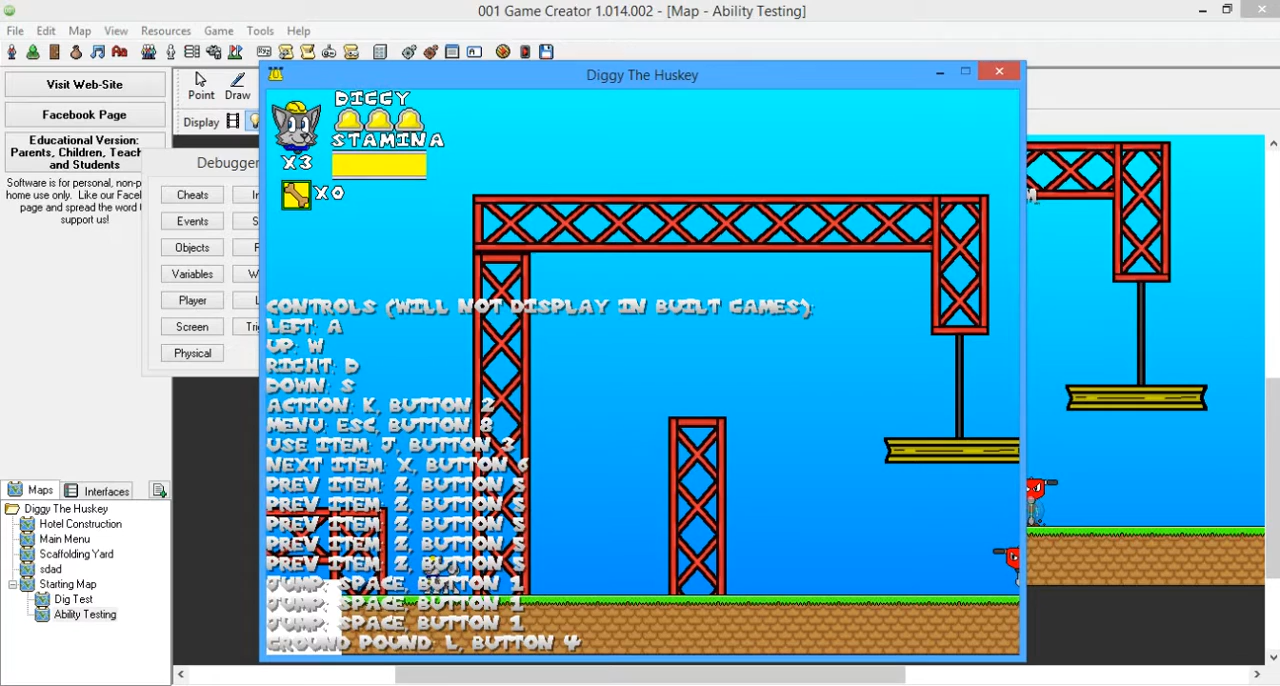 001 Game Creator 1.014.002 - [Map - Ability Testing]
File Edit Map View Resources Game Tools Help
Visit Web-Site
Facebook Page
Educational Version:
Parents, Children, Teach
and Students
Software is for personal, non-p
home use only. Like our Facel
page and spread the word t
support us!
Point Draw
Display
Debugger
Cheats
Events
Objects
Variables
Player
Screen
Physical
Maps Interfaces
Diggy The Huskey
Hotel Construction
Main Menu
Scaffolding Yard
sdad
Starting Map
Dig Test
Ability Testing
Diggy The Huskey
DIGGY
STAMINA
X3
X0
CONTROLS (WILL NOT DISPLAY IN BUILT GAMES):
LEFT: A
UP: W
RIGHT: D
DOWN: S
ACTION: K, BUTTON 2
MENU: ESC, BUTTON 8
USE ITEM: J, BUTTON 3
NEXT ITEM: X, BUTTON 6
PREV ITEM: Z, BUTTON 5
PREV ITEM: Z, BUTTON 5
PREV ITEM: Z, BUTTON 5
PREV ITEM: Z, BUTTON 5
PREV ITEM: Z, BUTTON 5
JUMP: SPACE, BUTTON 1
JUMP: SPACE, BUTTON 1
JUMP: SPACE, BUTTON 1
GROUND POUND: L, BUTTON 4